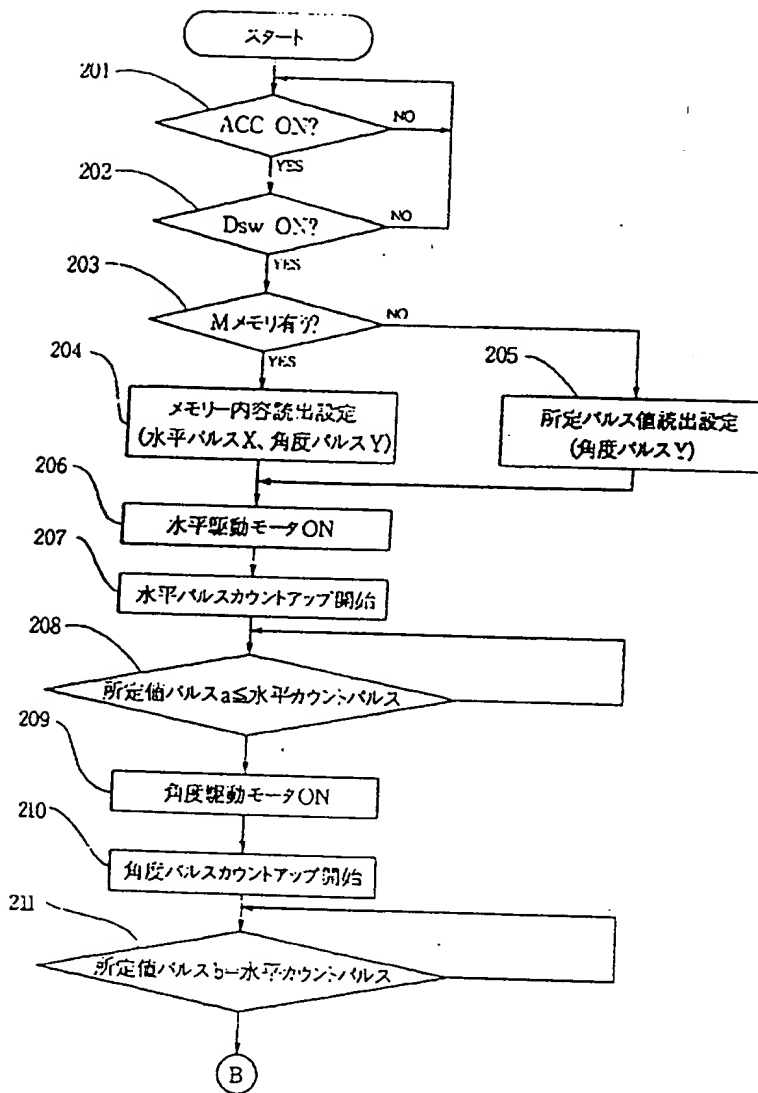 スタート
201
ACC ON?
NO
YES
202
Dsw ON?
NO
YES
203
Mメモリ有り?
NO
YES
204
メモリー内容読出設定
(水平パルスX、角度パルスY)
205
所定パルス値読出設定
(角度パルスY)
206
水平駆動モータON
207
水平パルスカウントアップ開始
208
所定値パルスa≦水平カウントパルス
209
角度駆動モータON
210
角度パルスカウントアップ開始
211
所定値パルスb=水平カウントパルス
B